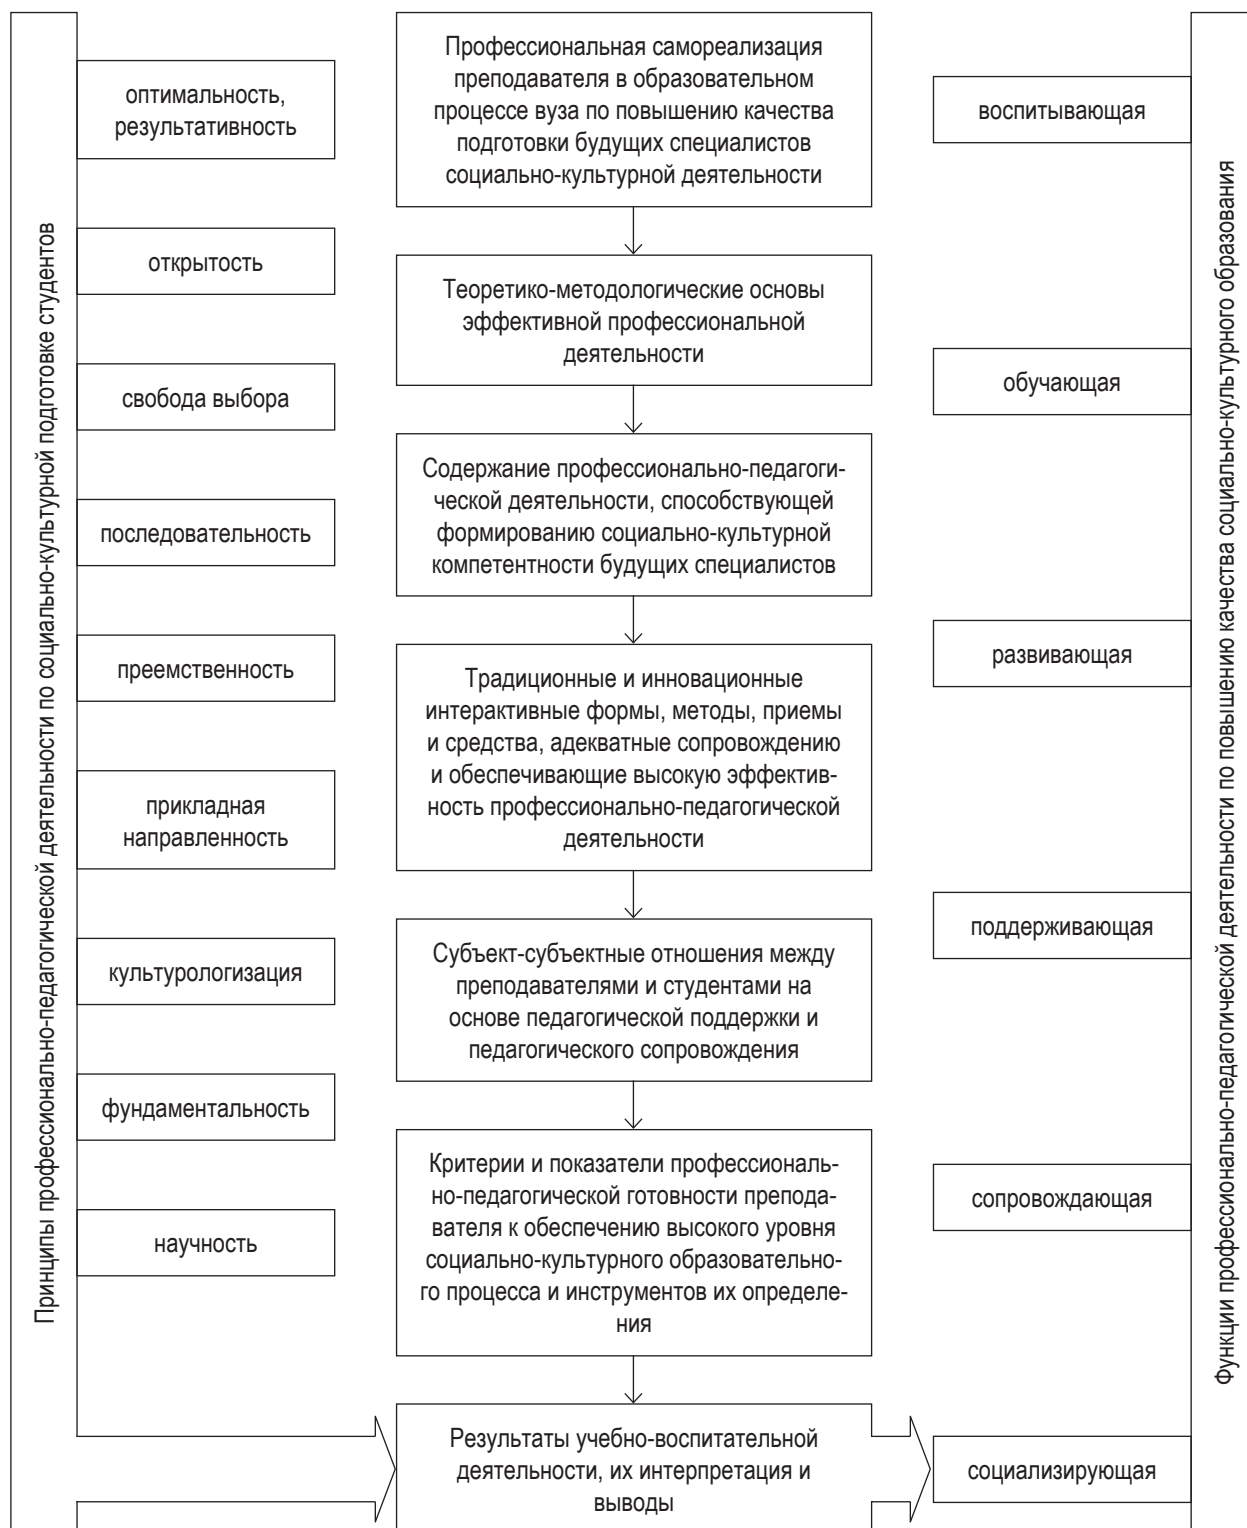 Принципы профессионально-педагогической деятельности по социально-культурной подготовке студентов
оптимальность,
результативность
открытость
свобода выбора
последовательность
преемственность
прикладная
направленность
культурологизация
фундаментальность
научность
Профессиональная самореализация
преподавателя в образовательном
процессе вуза по повышению качества
подготовки будущих специалистов
социально-культурной деятельности
Теоретико-методологические основы
эффективной профессиональной
деятельности
Содержание профессионально-педагоги-
ческой деятельности, способствующей
формированию социально-культурной
компетентности будущих специалистов
Традиционные и инновационные
интерактивные формы, методы, приемы
и средства, адекватные сопровождению
и обеспечивающие высокую эффектив-
ность профессионально-педагогической
деятельности
Субъект-субъектные отношения между
преподавателями и студентами на
основе педагогической поддержки и
педагогического сопровождения
Критерии и показатели профессиональ-
но-педагогической готовности препода-
вателя к обеспечению высокого уровня
социально-культурного образовательно-
го процесса и инструментов их определе-
ния
Результаты учебно-воспитательной
деятельности, их интерпретация и
выводы
воспитывающая
обучающая
развивающая
поддерживающая
сопровождающая
социализирующая
Функции профессионально-педагогической деятельности по повышению качества социально-культурного образования